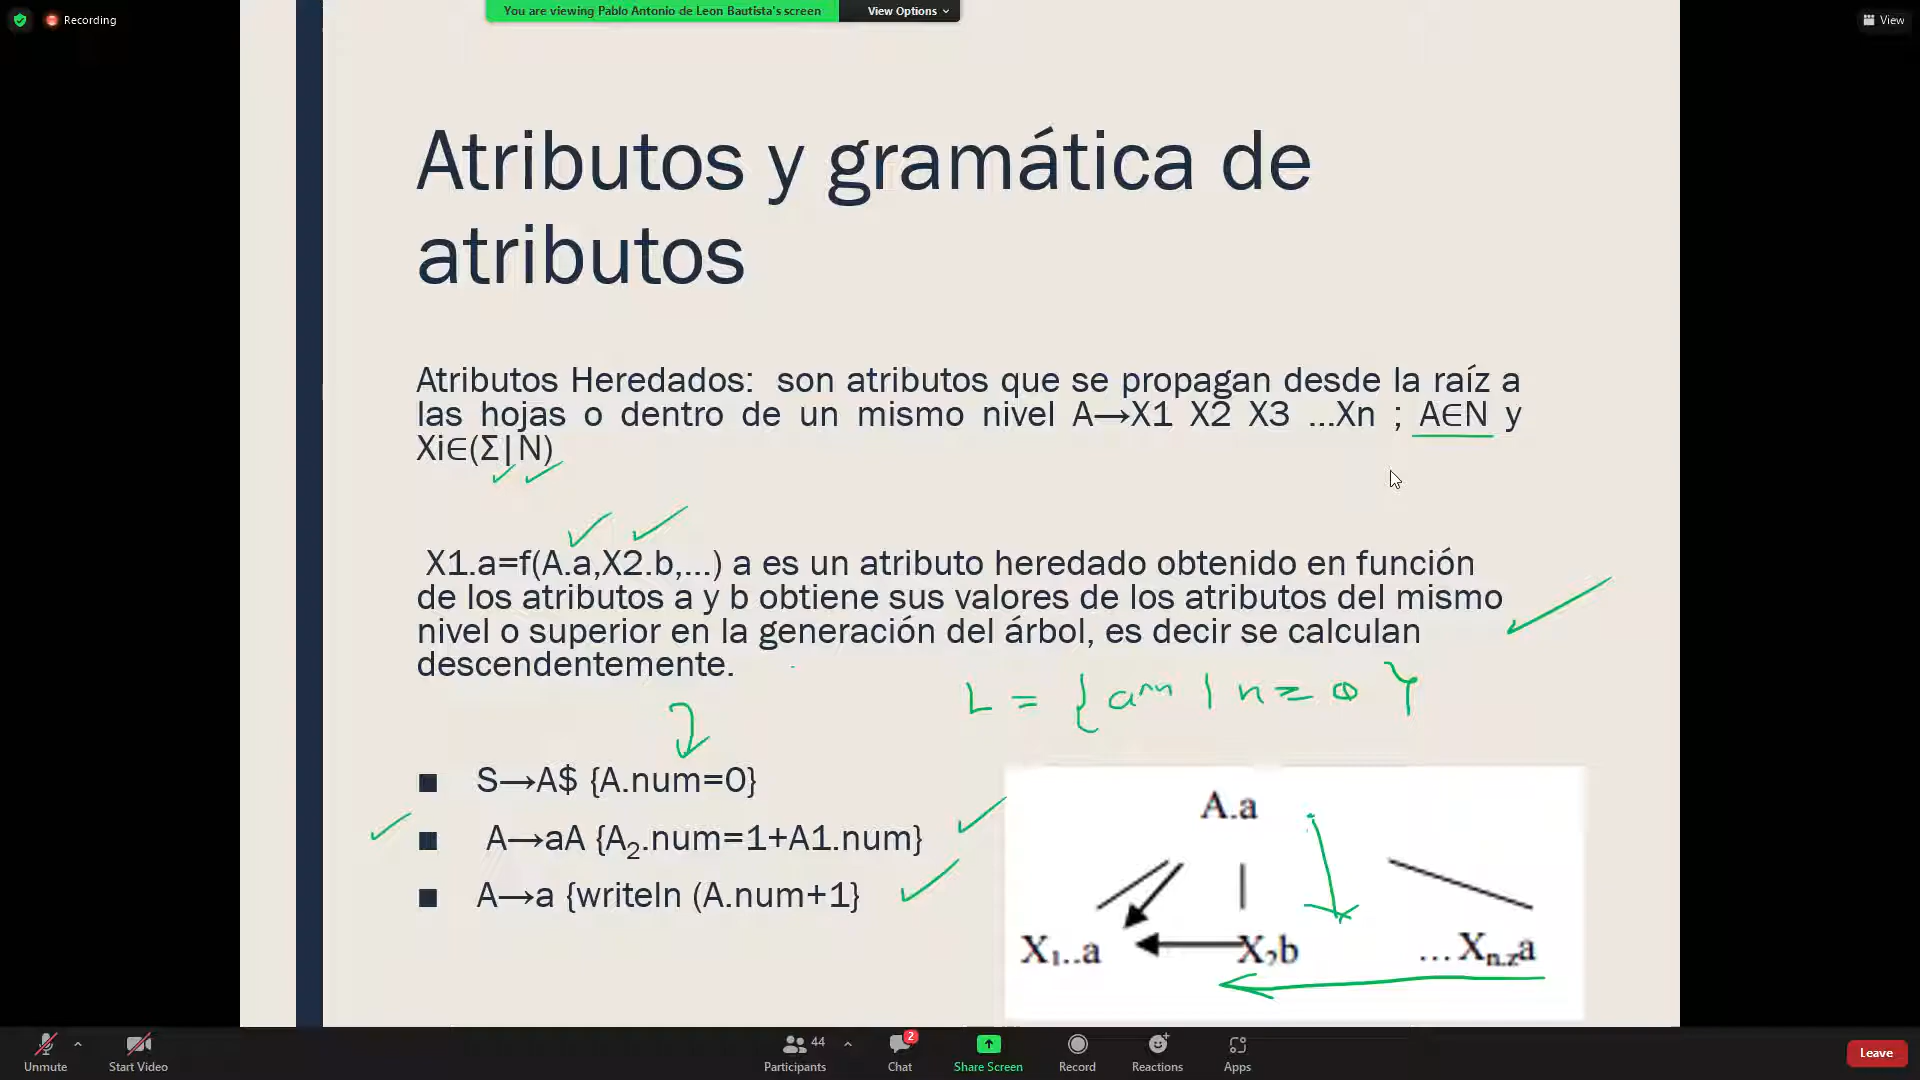 Recording
You are viewing Pablo Antonio de Leon Bautista's screen
View Options
View
Atributos y gramática de
atributos
Atributos Heredados: son atributos que se propagan desde la raíz a
las hojas o dentro de un mismo nivel A→X1 X2 X3 ...Xn ; A∈N y
Xi∈(Σ|N)
X1.a=f(A.a,X2.b,...) a es un atributo heredado obtenido en función
de los atributos a y b obtiene sus valores de los atributos del mismo
nivel o superior en la generación del árbol, es decir se calculan
descendentemente.
L = { a^n | n ≥ 0 }
■ S→A$ {A.num=0}
■ A→aA {A₂.num=1+A1.num}
■ A→a {writeln (A.num+1}
A.a
X₁..a X₂b ...Xn.za
Unmute Start Video Participants 44 Chat 2 Share Screen Record Reactions Apps Leave